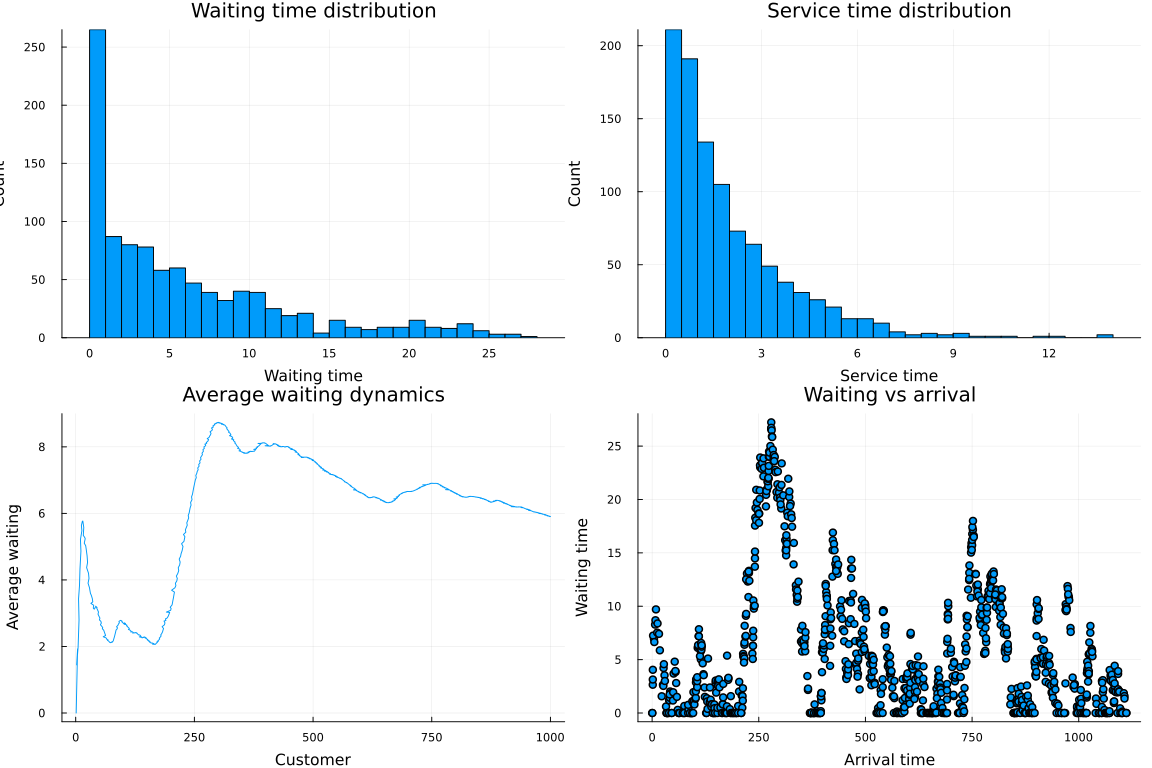 Waiting time distribution
250
200
150
100
50
0
Count
0 5 10 15 20 25
Waiting time
Service time distribution
200
150
100
50
0
Count
0 3 6 9 12
Service time
Average waiting dynamics
8
6
4
2
0
Average waiting
0 250 500 750 1000
Customer
Waiting vs arrival
25
20
15
10
5
0
Waiting time
0 250 500 750 1000
Arrival time